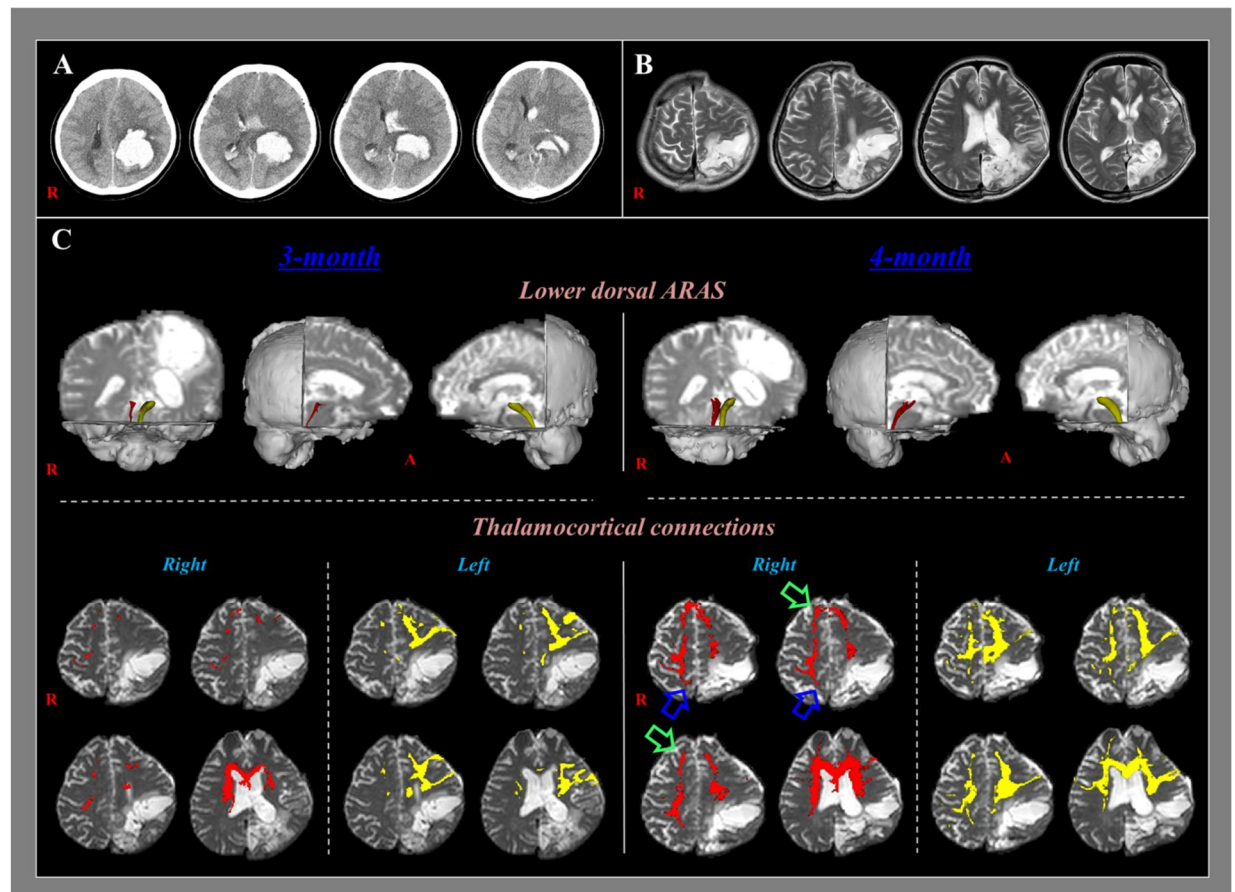 A
B
R
R
C
3-month
4-month
Lower dorsal ARAS
R
A
R
A
Thalamocortical connections
Right
Left
Right
Left
R
R